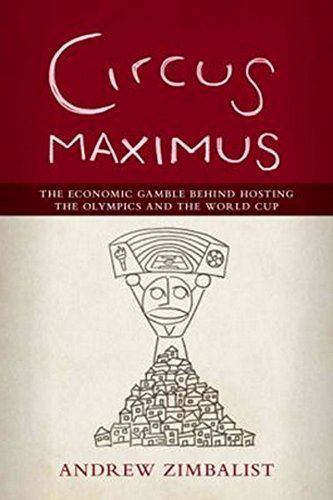 Circus
MAXIMUS
THE ECONOMIC GAMBLE BEHIND HOSTING
THE OLYMPICS AND THE WORLD CUP
ANDREW ZIMBALIST